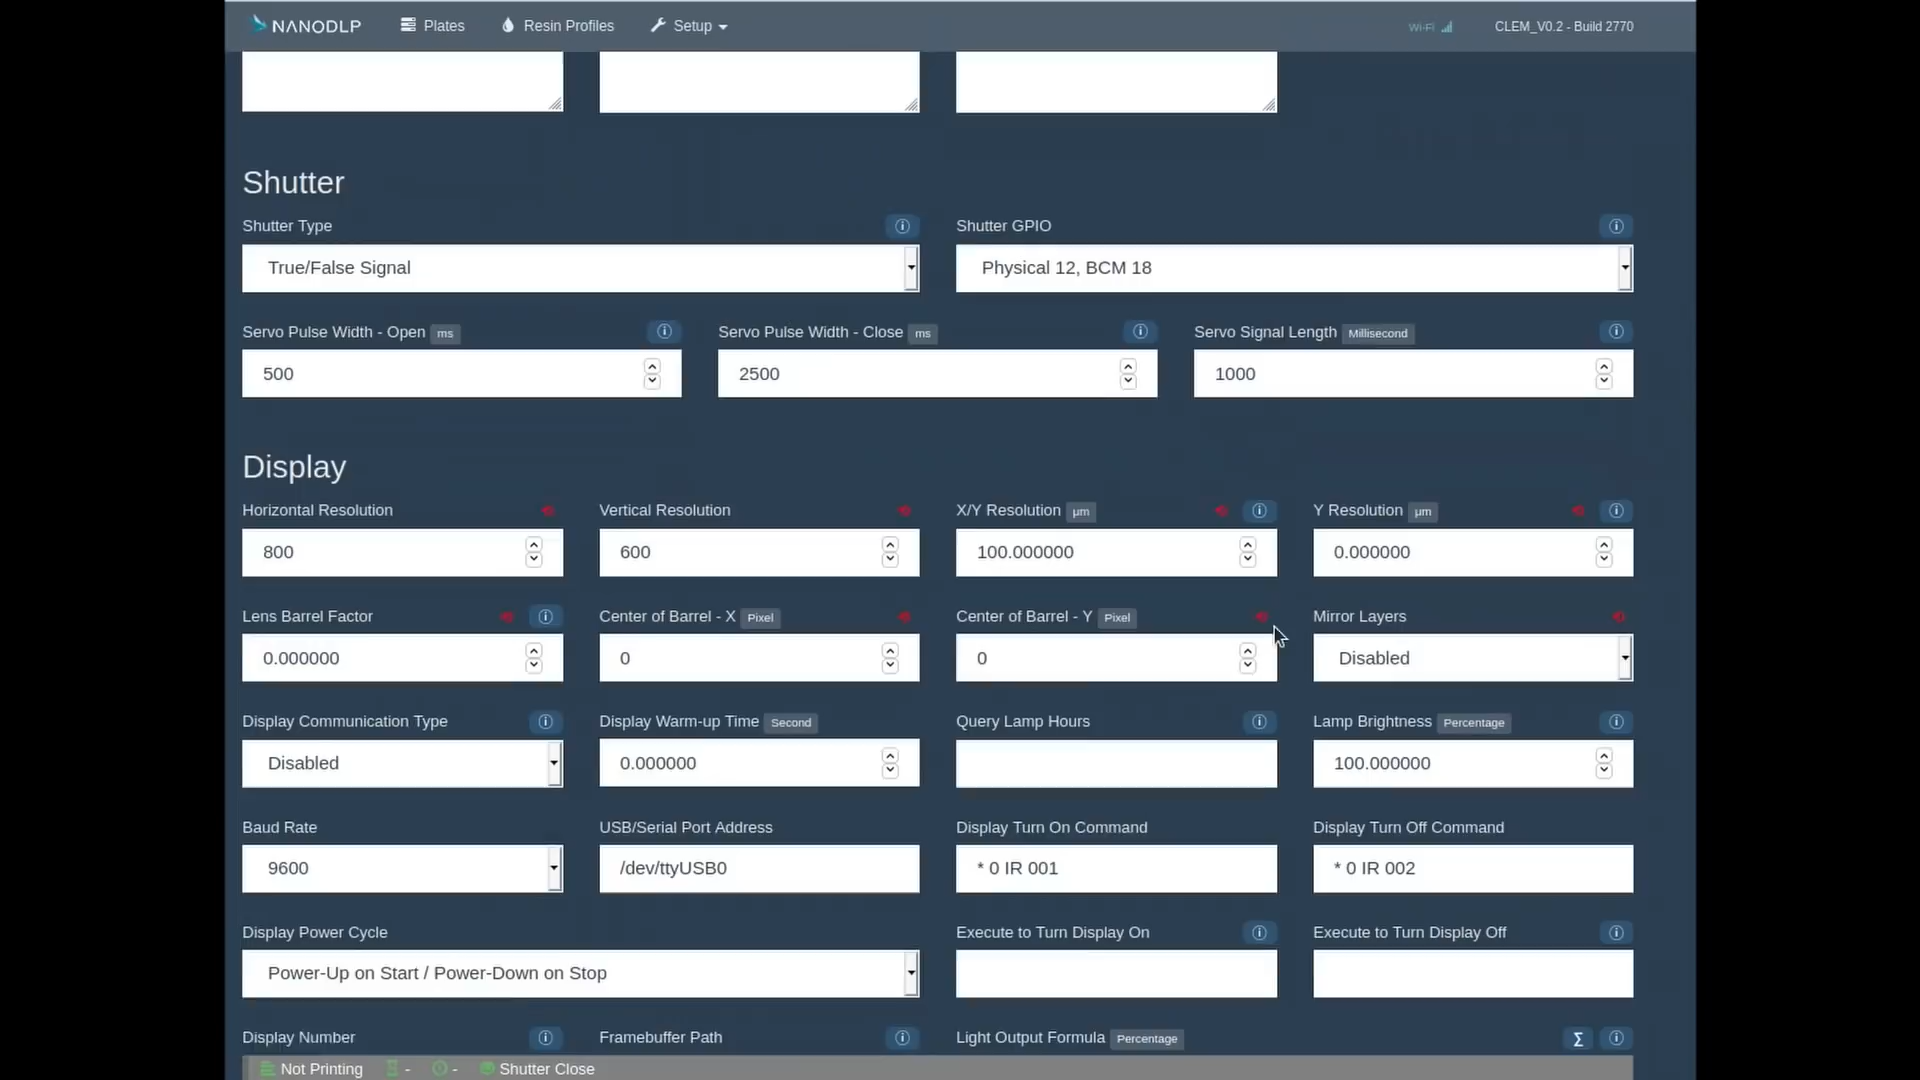 NANODLP Plates Resin Profiles Setup Wi-Fi CLEM_V0.2 - Build 2770
Shutter
Shutter Type Shutter GPIO
True/False Signal Physical 12, BCM 18
Servo Pulse Width - Open ms Servo Pulse Width - Close ms Servo Signal Length Millisecond
500 2500 1000
Display
Horizontal Resolution Vertical Resolution X/Y Resolution µm Y Resolution µm
800 600 100.000000 0.000000
Lens Barrel Factor Center of Barrel - X Pixel Center of Barrel - Y Pixel Mirror Layers
0.000000 0 0 Disabled
Display Communication Type Display Warm-up Time Second Query Lamp Hours Lamp Brightness Percentage
Disabled 0.000000 100.000000
Baud Rate USB/Serial Port Address Display Turn On Command Display Turn Off Command
9600 /dev/ttyUSB0 * 0 IR 001 * 0 IR 002
Display Power Cycle Execute to Turn Display On Execute to Turn Display Off
Power-Up on Start / Power-Down on Stop
Display Number Framebuffer Path Light Output Formula Percentage Σ
Not Printing - - Shutter Close